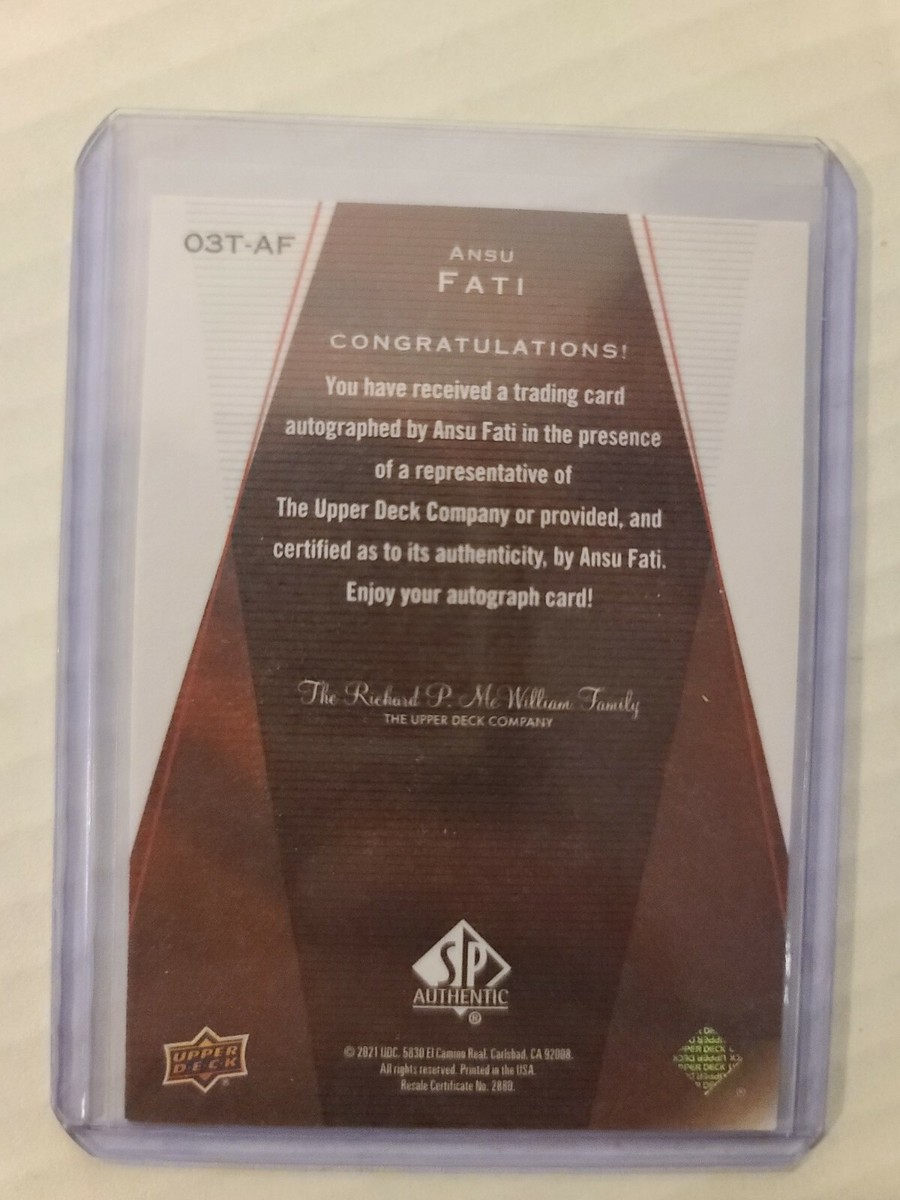 03T-AF
ANSU
FATI
CONGRATULATIONS!
You have received a trading card
autographed by Ansu Fati in the presence
of a representative of
The Upper Deck Company or provided, and
certified as to its authenticity, by Ansu Fati.
Enjoy your autograph card!
The Richard P. McWilliam Family
THE UPPER DECK COMPANY
SP
AUTHENTIC
®
UPPER
DECK
® 
© 2021 UDC. 5830 El Camino Real. Carlsbad, CA 92008.
All rights reserved. Printed in the USA.
Resale Certificate No. 2880.